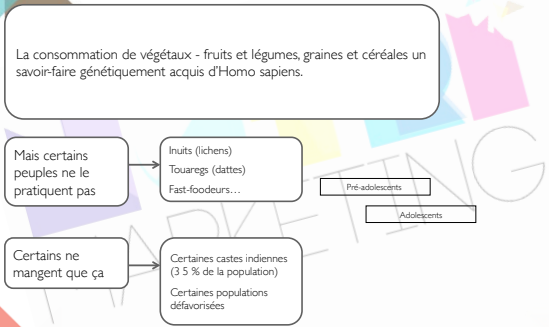 La consommation de végétaux - fruits et légumes, graines et céréales un
savoir-faire génétiquement acquis d'Homo sapiens.
Mais certains
peuples ne le
pratiquent pas
Inuits (lichens)
Touaregs (dattes)
Fast-foodeurs…
Pré-adolescents
Adolescents
Certains ne
mangent que ça
Certaines castes indiennes
(3 5 % de la population)
Certaines populations
défavorisées
MARKETING